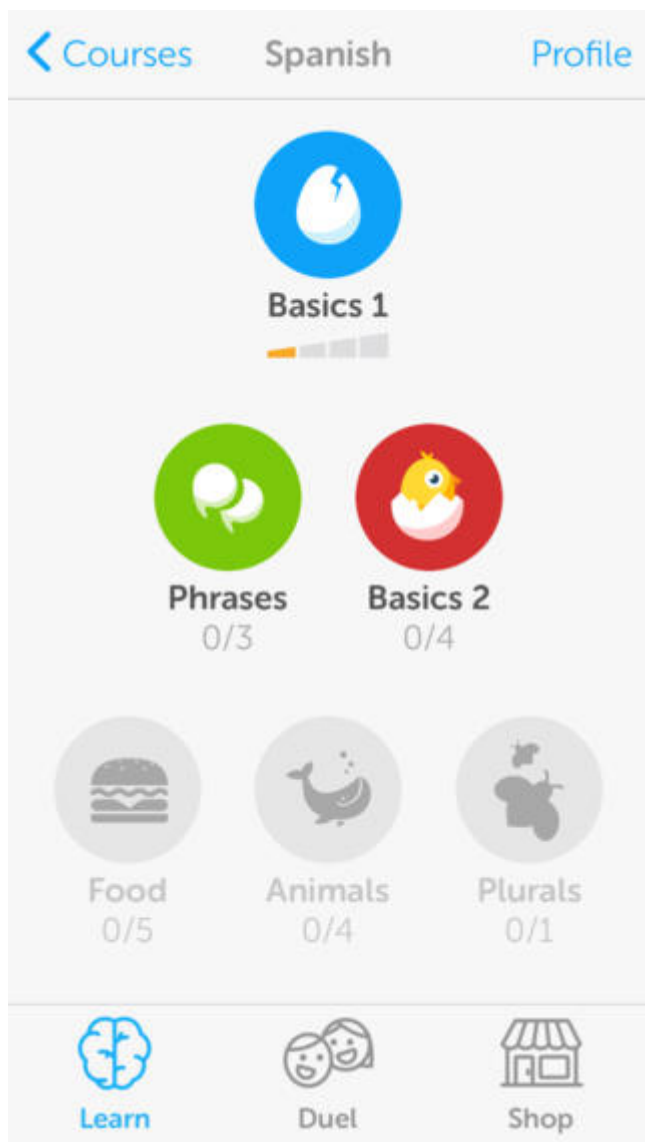 Courses Spanish Profile
Basics 1
Phrases Basics 2
0/3 0/4
Food Animals Plurals
0/5 0/4 0/1
Learn Duel Shop